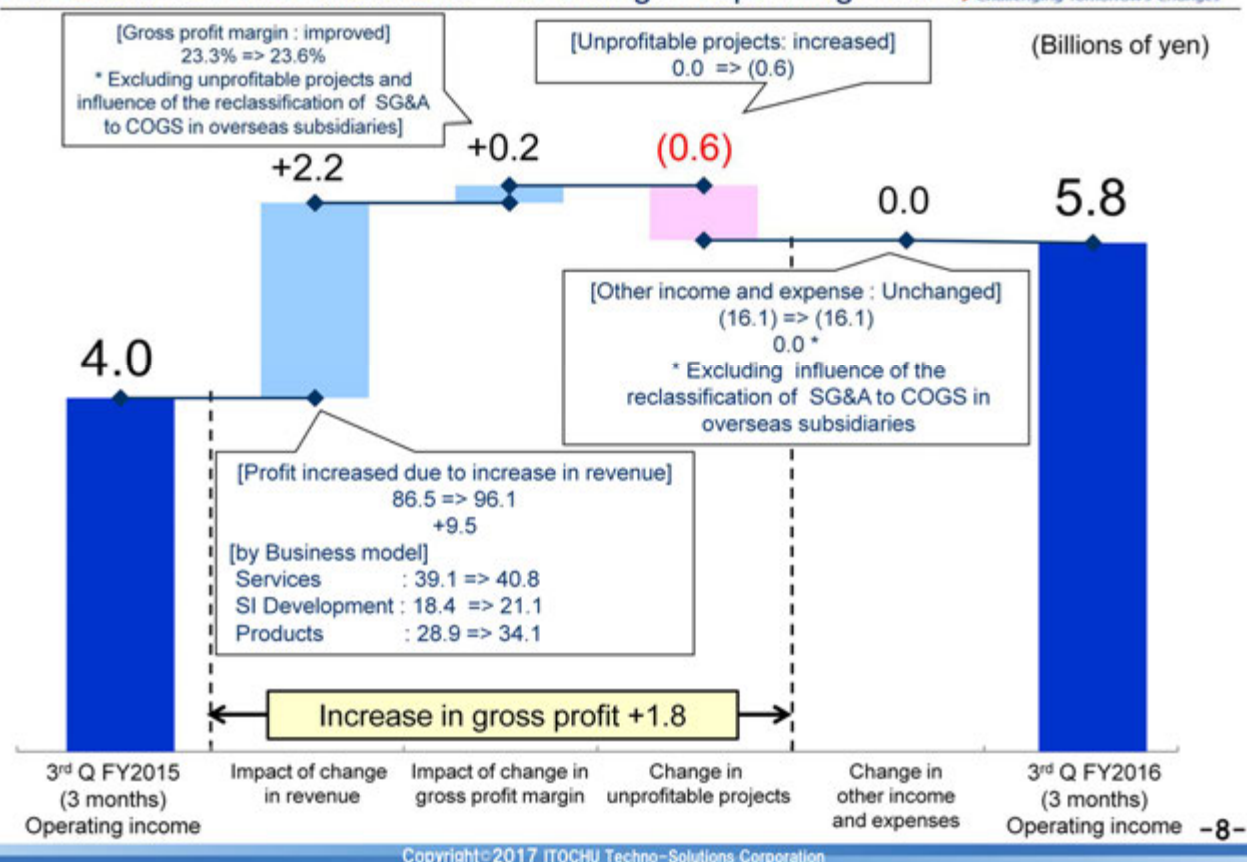 [Gross profit margin : improved]
23.3% => 23.6%
* Excluding unprofitable projects and
influence of the reclassification of SG&A
to COGS in overseas subsidiaries]
[Unprofitable projects: increased]
0.0 => (0.6)
(Billions of yen)
+2.2
+0.2
(0.6)
0.0
5.8
4.0
[Other income and expense : Unchanged]
(16.1) => (16.1)
0.0 *
* Excluding influence of the
reclassification of SG&A to COGS in
overseas subsidiaries
[Profit increased due to increase in revenue]
86.5 => 96.1
+9.5
[by Business model]
Services : 39.1 => 40.8
SI Development : 18.4 => 21.1
Products : 28.9 => 34.1
Increase in gross profit +1.8
3rd Q FY2015
(3 months)
Operating income
Impact of change
in revenue
Impact of change in
gross profit margin
Change in
unprofitable projects
Change in
other income
and expenses
3rd Q FY2016
(3 months)
Operating income
-8-
Copyright©2017 ITOCHU Techno-Solutions Corporation